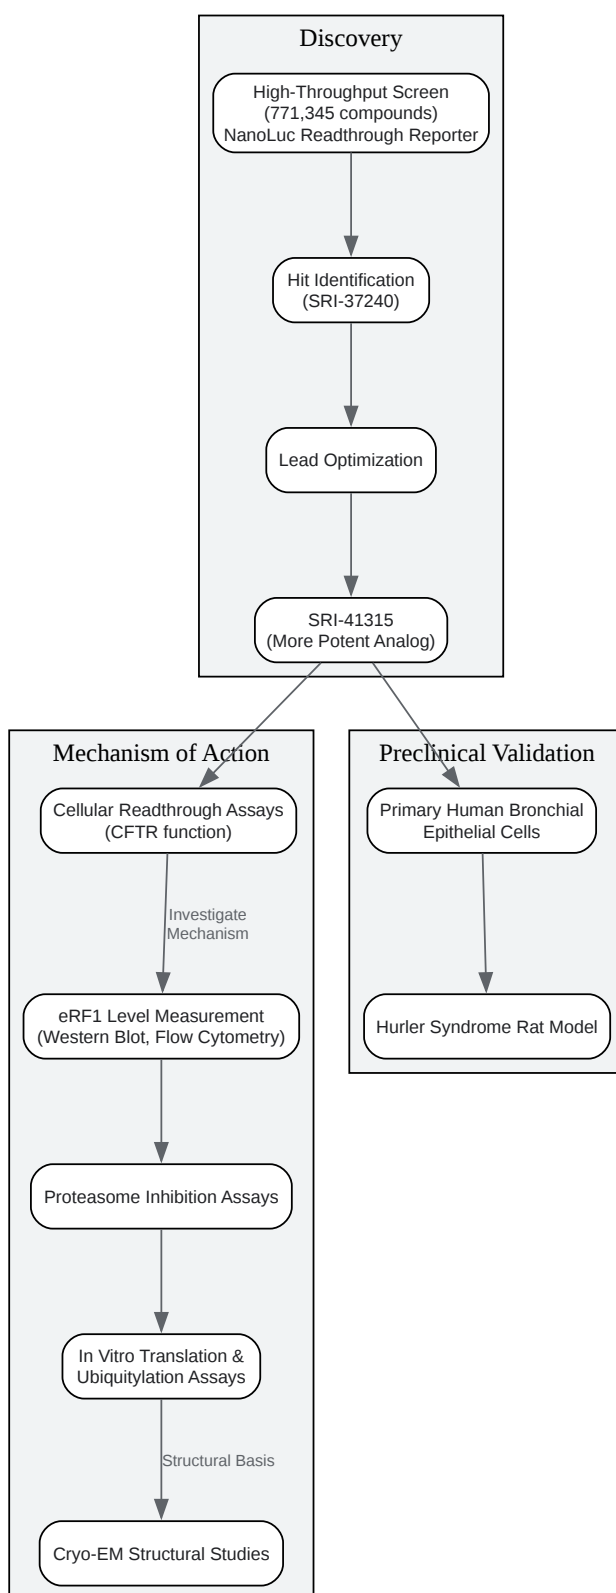 Discovery
High-Throughput Screen
(771,345 compounds)
NanoLuc Readthrough Reporter
Hit Identification
(SRI-37240)
Lead Optimization
SRI-41315
(More Potent Analog)
Mechanism of Action
Cellular Readthrough Assays
(CFTR function)
Investigate
Mechanism
eRF1 Level Measurement
(Western Blot, Flow Cytometry)
Proteasome Inhibition Assays
In Vitro Translation &
Ubiquitylation Assays
Structural Basis
Cryo-EM Structural Studies
Preclinical Validation
Primary Human Bronchial
Epithelial Cells
Hurler Syndrome Rat Model